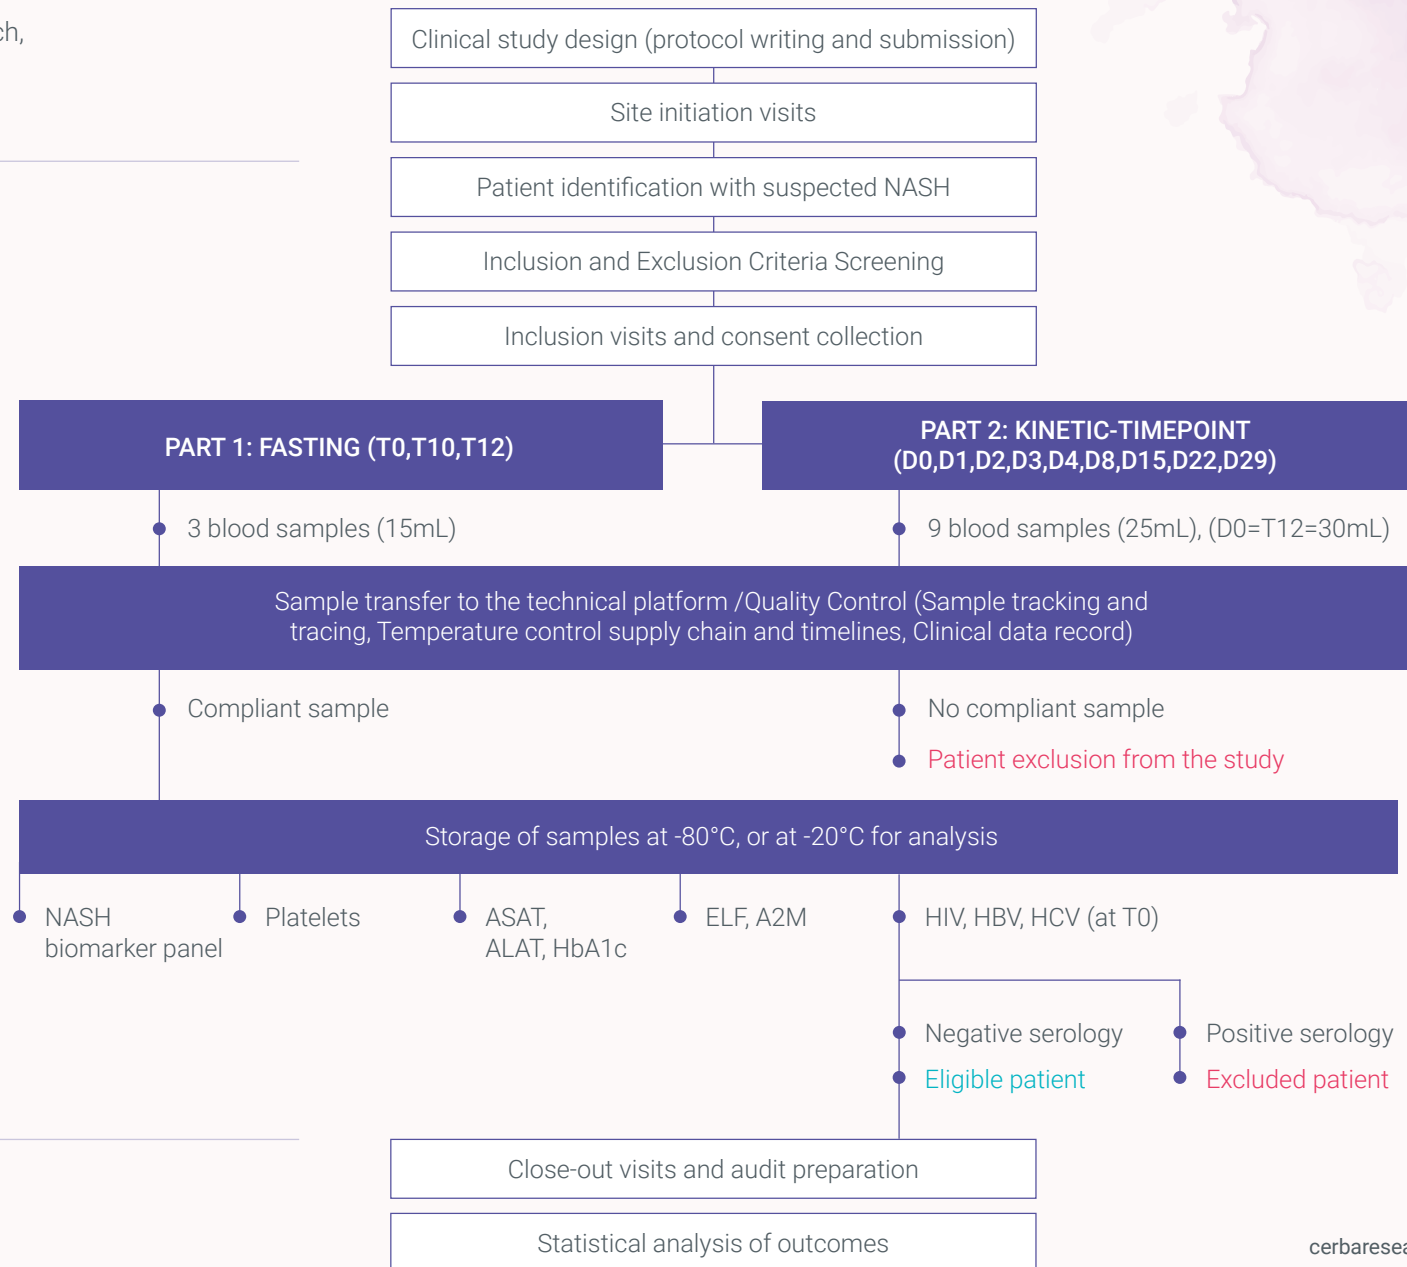 Clinical study design (protocol writing and submission)
Site initiation visits
Patient identification with suspected NASH
Inclusion and Exclusion Criteria Screening
Inclusion visits and consent collection
PART 1: FASTING (T0,T10,T12)
PART 2: KINETIC-TIMEPOINT
(D0,D1,D2,D3,D4,D8,D15,D22,D29)
3 blood samples (15mL)
9 blood samples (25mL), (D0=T12=30mL)
Sample transfer to the technical platform /Quality Control (Sample tracking and
tracing, Temperature control supply chain and timelines, Clinical data record)
Compliant sample
No compliant sample
Patient exclusion from the study
Storage of samples at -80°C, or at -20°C for analysis
NASH
biomarker panel
Platelets
ASAT,
ALAT, HbA1c
ELF, A2M
HIV, HBV, HCV (at T0)
Negative serology
Eligible patient
Positive serology
Excluded patient
Close-out visits and audit preparation
Statistical analysis of outcomes